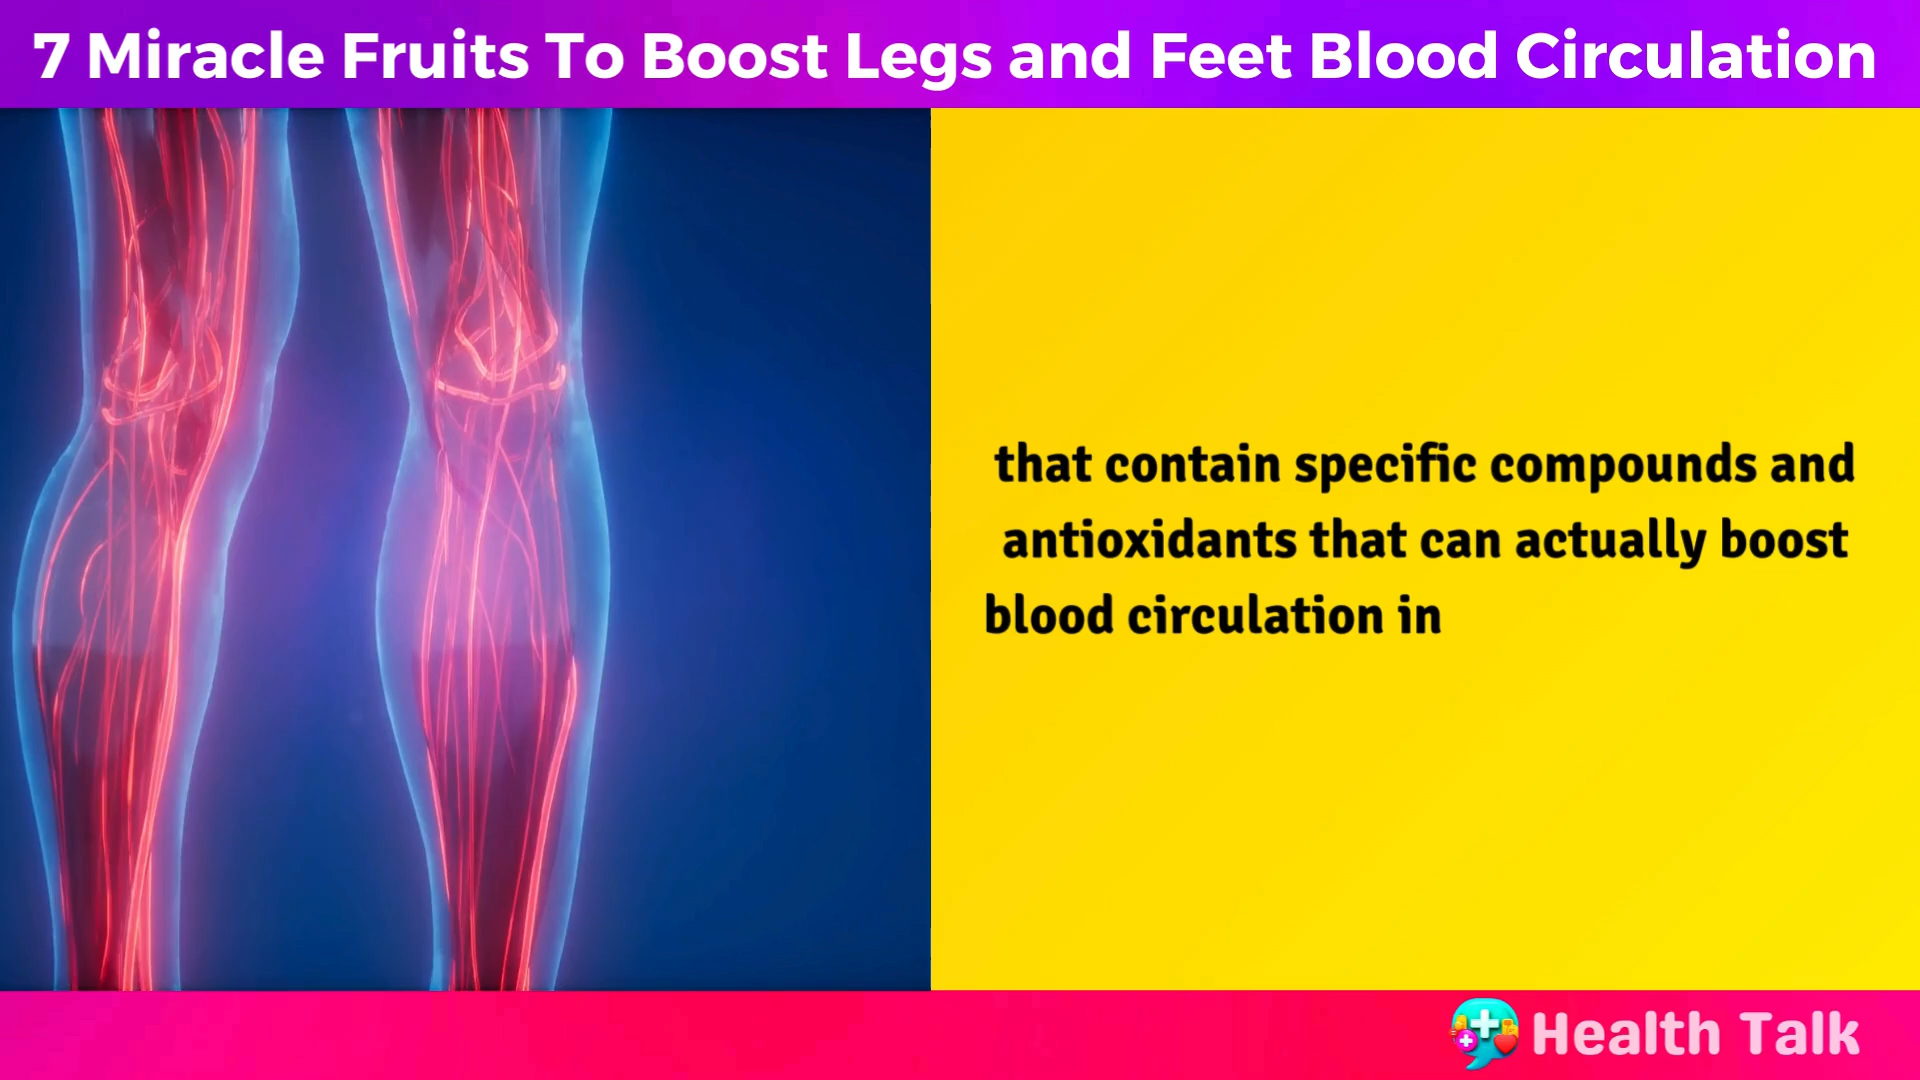 7 Miracle Fruits To Boost Legs and Feet Blood Circulation
that contain specific compounds and
antioxidants that can actually boost
blood circulation in
Health Talk